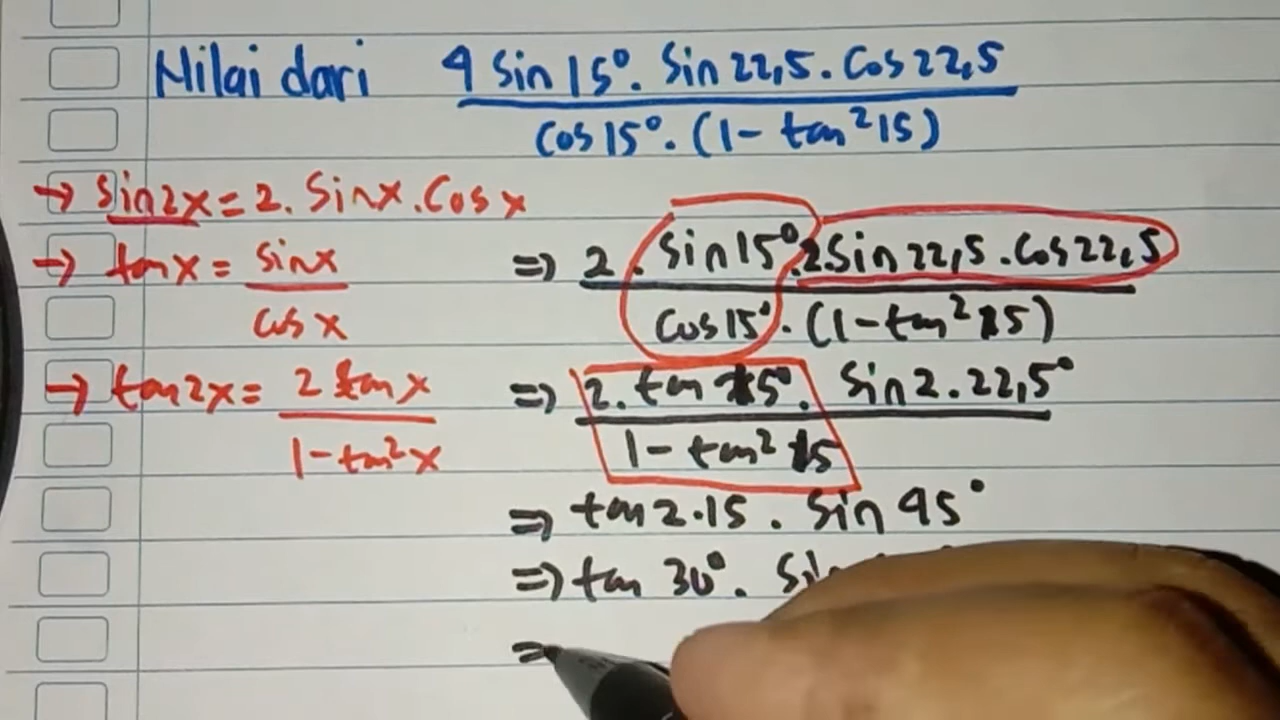 Nilai dari 4 Sin 15°. Sin 22,5 . Cos 22,5
Cos 15° . (1 - tan² 15)
→ Sin 2x = 2. Sin x . Cos x
→ tan x = Sin x
Cos x
→ tan 2x = 2 tan x
1 - tan² x
⇒ 2 . Sin 15° . 2 Sin 22,5 . Cos 22,5
Cos 15° . (1 - tan² 15)
⇒ 2. tan 15° . Sin 2 . 22,5°
1 - tan² 15
⇒ tan 2.15 . Sin 45°
⇒ tan 30° .
=